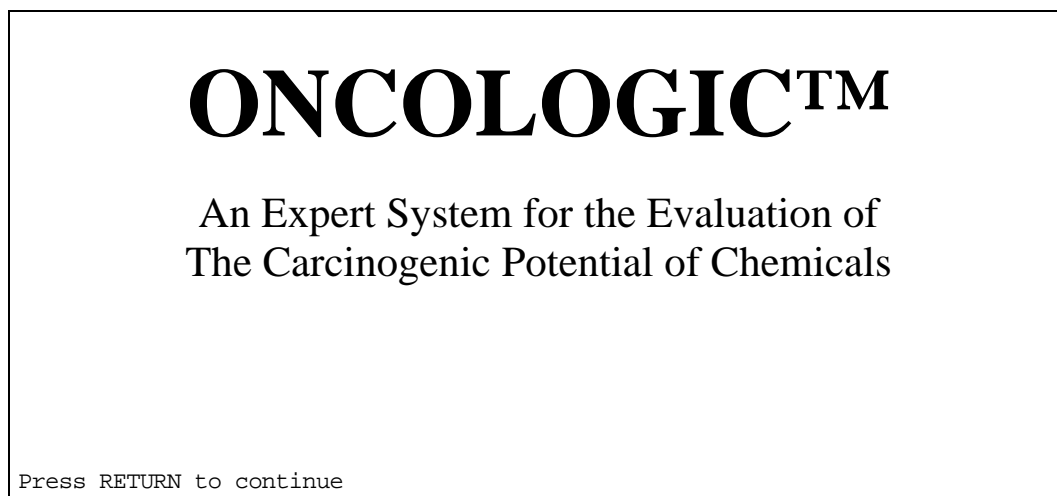 ONCOLOGIC™
An Expert System for the Evaluation of
The Carcinogenic Potential of Chemicals
Press RETURN to continue